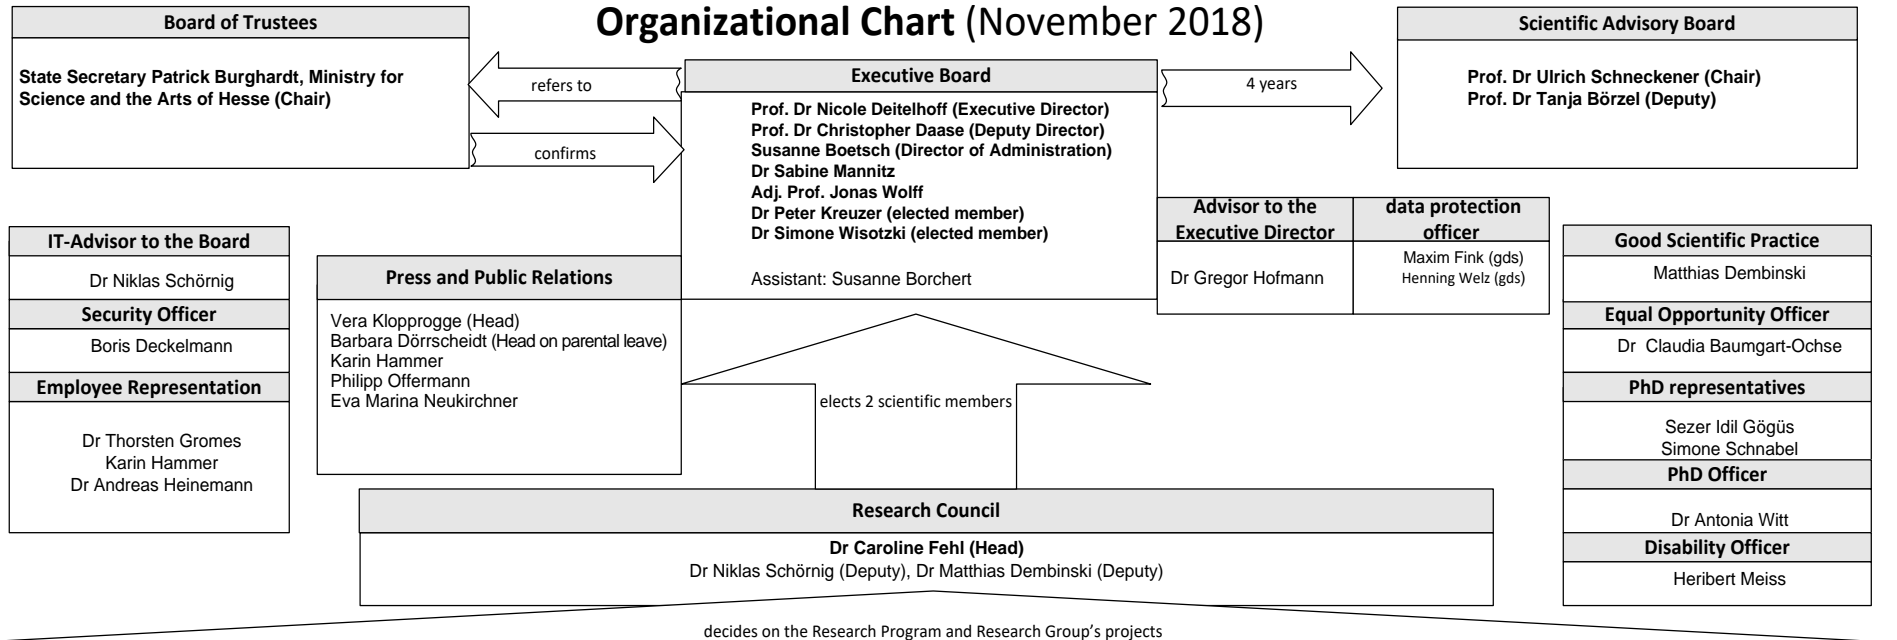 Organizational Chart (November 2018)
Board of Trustees
State Secretary Patrick Burghardt, Ministry for
Science and the Arts of Hesse (Chair)
refers to
confirms
Executive Board
Prof. Dr Nicole Deitelhoff (Executive Director)
Prof. Dr Christopher Daase (Deputy Director)
Susanne Boetsch (Director of Administration)
Dr Sabine Mannitz
Adj. Prof. Jonas Wolff
Dr Peter Kreuzer (elected member)
Dr Simone Wisotzki (elected member)
Assistant: Susanne Borchert
4 years
Scientific Advisory Board
Prof. Dr Ulrich Schneckener (Chair)
Prof. Dr Tanja Börzel (Deputy)
Advisor to the
Executive Director
Dr Gregor Hofmann
data protection
officer
Maxim Fink (gds)
Henning Welz (gds)
IT-Advisor to the Board
Dr Niklas Schörnig
Security Officer
Boris Deckelmann
Employee Representation
Dr Thorsten Gromes
Karin Hammer
Dr Andreas Heinemann
Press and Public Relations
Vera Klopprogge (Head)
Barbara Dörrscheidt (Head on parental leave)
Karin Hammer
Philipp Offermann
Eva Marina Neukirchner
elects 2 scientific members
Good Scientific Practice
Matthias Dembinski
Equal Opportunity Officer
Dr Claudia Baumgart-Ochse
PhD representatives
Sezer Idil Gögüs
Simone Schnabel
PhD Officer
Dr Antonia Witt
Disability Officer
Heribert Meiss
Research Council
Dr Caroline Fehl (Head)
Dr Niklas Schörnig (Deputy), Dr Matthias Dembinski (Deputy)
decides on the Research Program and Research Group's projects